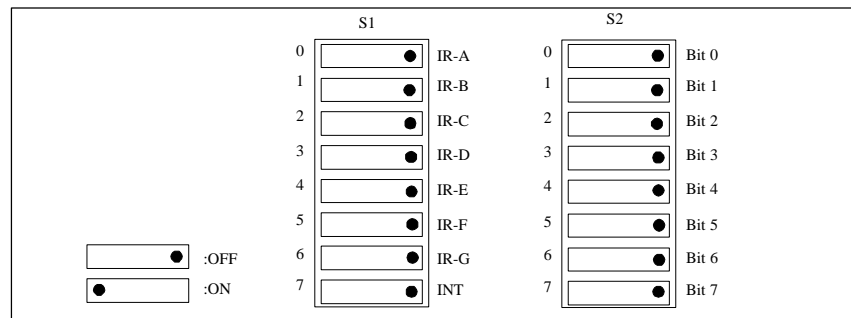 S1 S2
0 IR-A 0 Bit 0
1 IR-B 1 Bit 1
2 IR-C 2 Bit 2
3 IR-D 3 Bit 3
4 IR-E 4 Bit 4
5 IR-F 5 Bit 5
:OFF 6 IR-G 6 Bit 6
:ON 7 INT 7 Bit 7